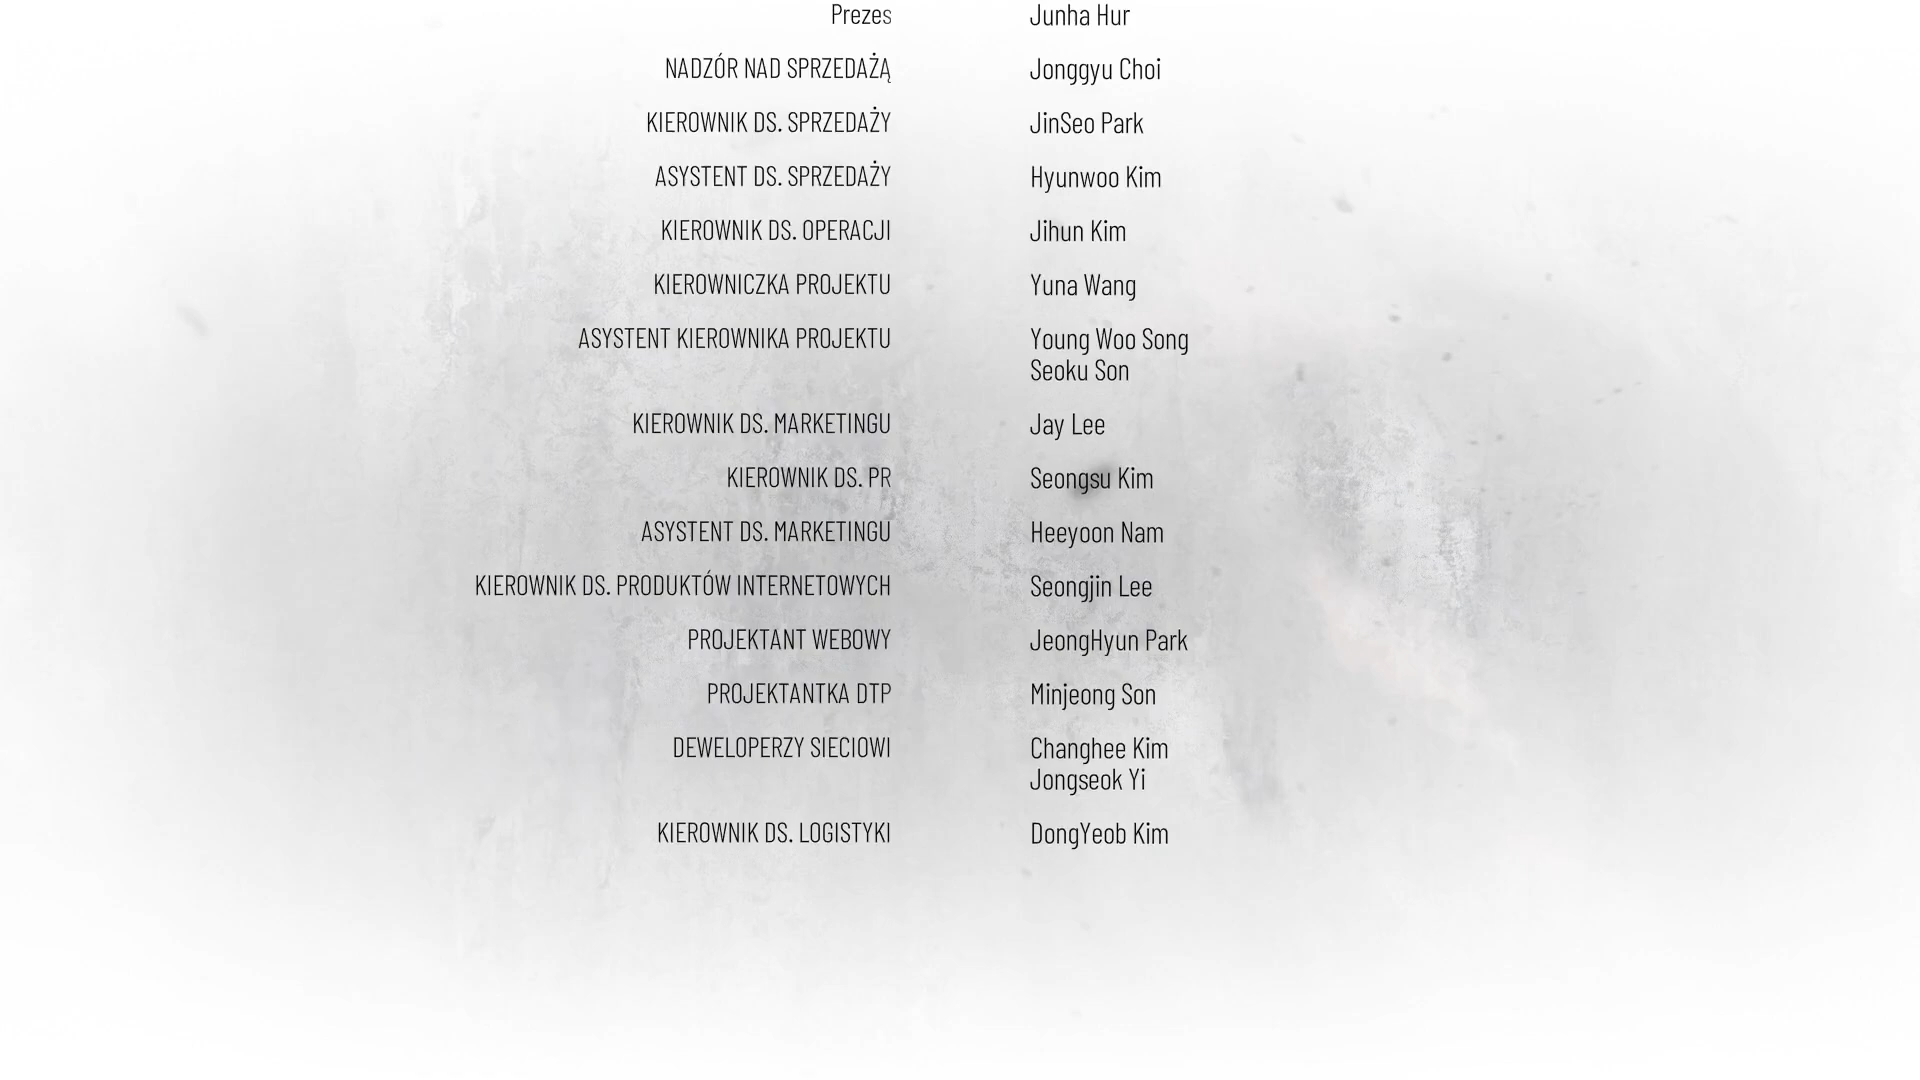 Prezes Junha Hur
NADZÓR NAD SPRZEDAŻĄ Jonggyu Choi
KIEROWNIK DS. SPRZEDAŻY JinSeo Park
ASYSTENT DS. SPRZEDAŻY Hyunwoo Kim
KIEROWNIK DS. OPERACJI Jihun Kim
KIEROWNICZKA PROJEKTU Yuna Wang
ASYSTENT KIEROWNIKA PROJEKTU Young Woo Song
Seoku Son
KIEROWNIK DS. MARKETINGU Jay Lee
KIEROWNIK DS. PR Seongsu Kim
ASYSTENT DS. MARKETINGU Heeyoon Nam
KIEROWNIK DS. PRODUKTÓW INTERNETOWYCH Seongjin Lee
PROJEKTANT WEBOWY JeongHyun Park
PROJEKTANTKA DTP Minjeong Son
DEWELOPERZY SIECIOWI Changhee Kim
Jongseok Yi
KIEROWNIK DS. LOGISTYKI DongYeob Kim